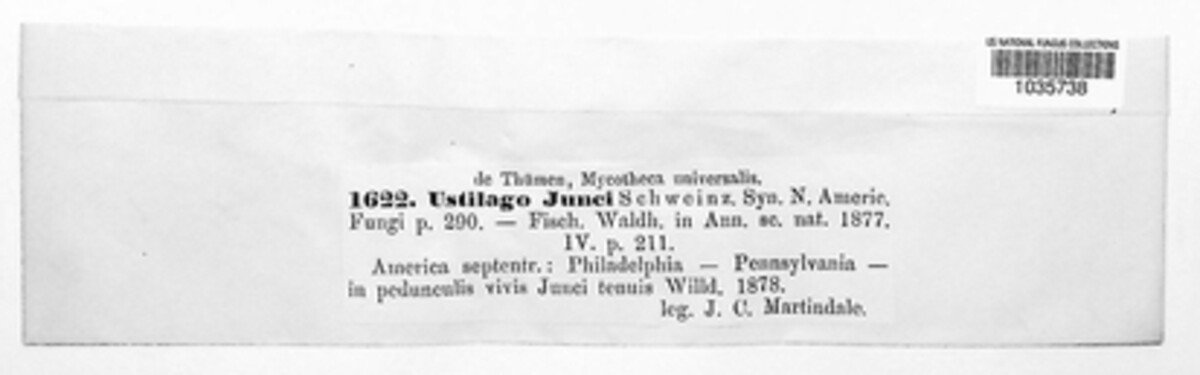 US NATIONAL FUNGUS COLLECTIONS
1035738
de Thümen, Mycotheca universalis.
1622. Ustilago Junci Schweinz. Syn. N. Americ.
Fungi p. 290. — Fisch. Waldh. in Ann. sc. nat. 1877.
IV. p. 211.
America septentr.: Philadelphia — Pennsylvania —
in pedunculis vivis Junci tenuis Willd. 1878.
leg. J. C. Martindale.